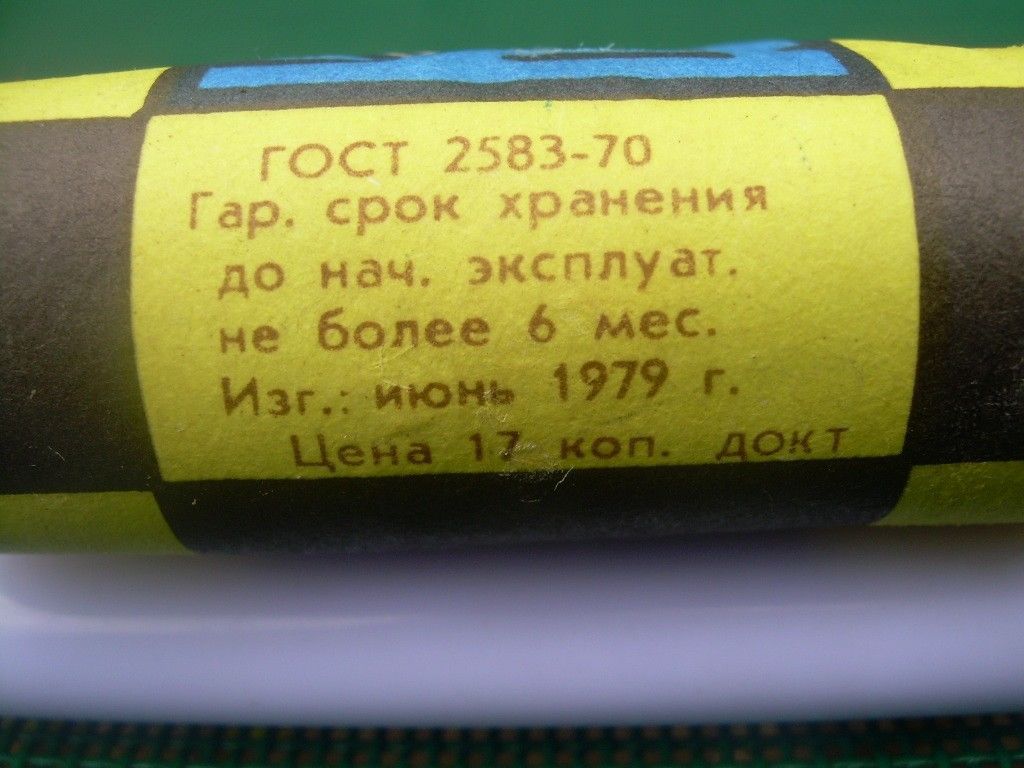 ГОСТ 2583-70
Гар. срок хранения
до нач. эксплуат.
не более 6 мес.
Изг.: июнь 1979 г.
Цена 17 коп. ДОКТ